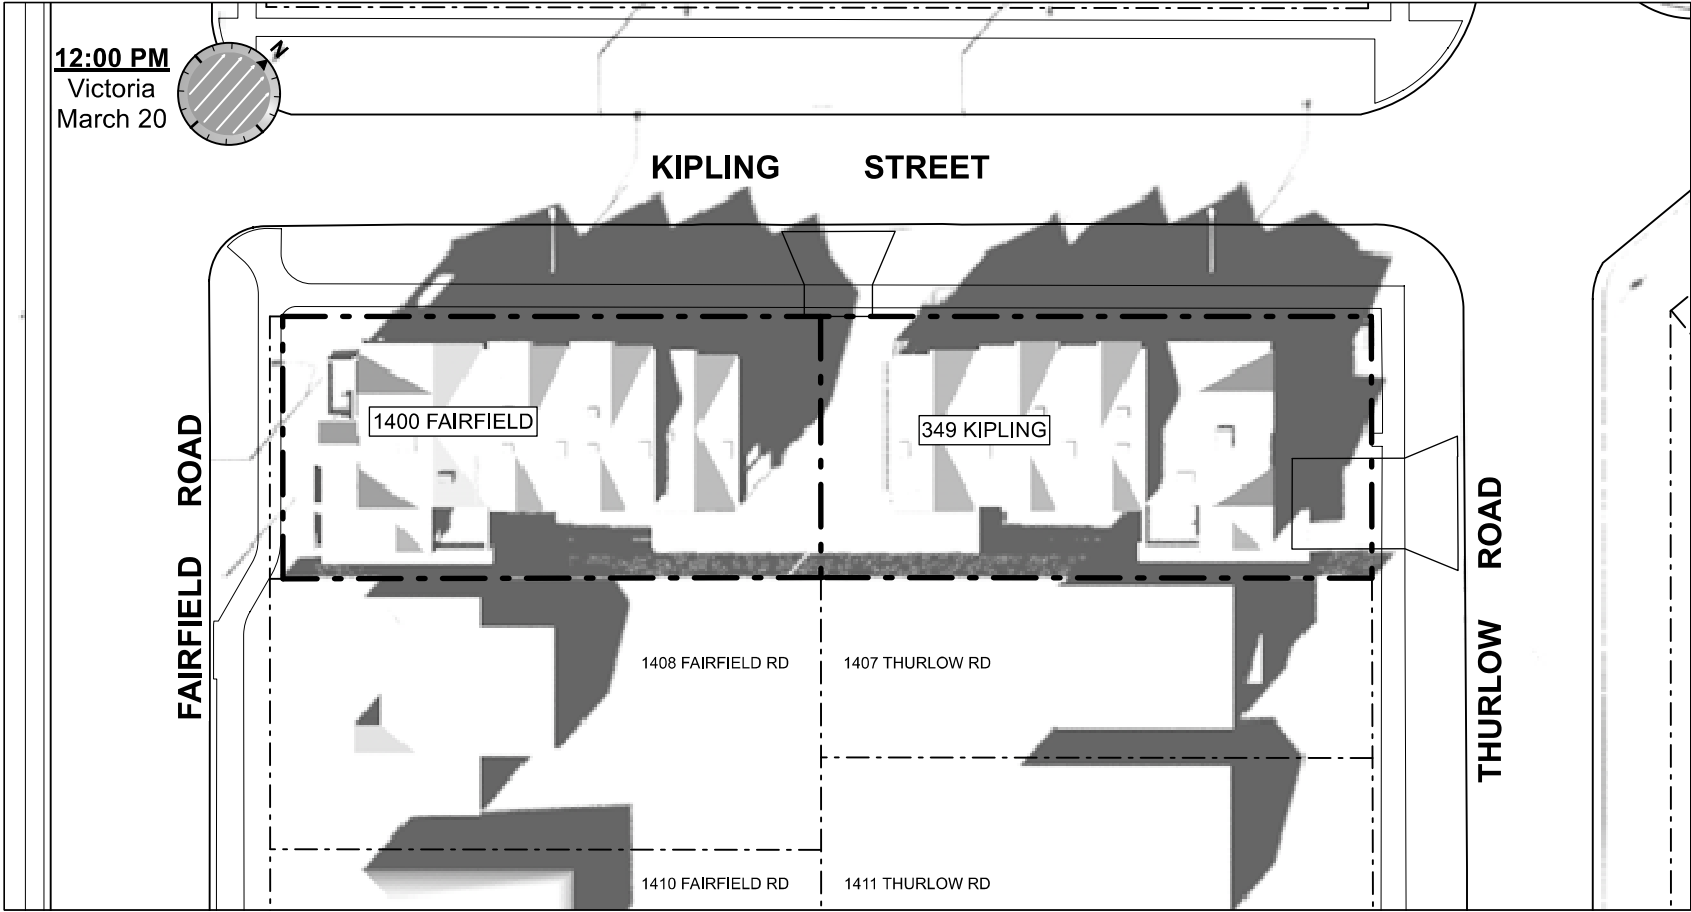 12:00 PM
Victoria
March 20
N
KIPLING STREET
1400 FAIRFIELD
349 KIPLING
FAIRFIELD ROAD
THURLOW ROAD
1408 FAIRFIELD RD
1407 THURLOW RD
1410 FAIRFIELD RD
1411 THURLOW RD